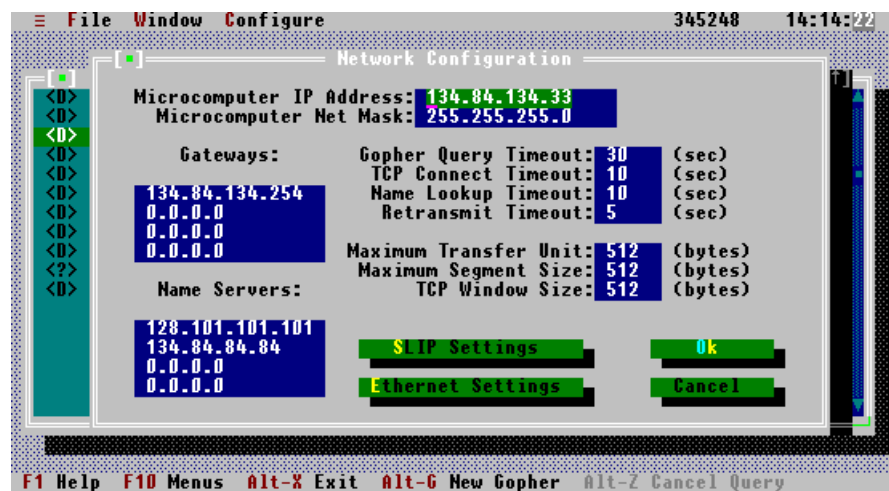 ≡ File Window Configure 345248 14:14:22
[▪] Network Configuration
[▪] ↑]
<D>
<D>
<D>
<D>
<D>
<D>
<D>
<D>
<D>
<?>
<D>
Microcomputer IP Address: 134.84.134.33
Microcomputer Net Mask: 255.255.255.0
Gateways:
134.84.134.254
0.0.0.0
0.0.0.0
0.0.0.0
Gopher Query Timeout: 30 (sec)
TCP Connect Timeout: 10 (sec)
Name Lookup Timeout: 10 (sec)
Retransmit Timeout: 5 (sec)
Maximum Transfer Unit: 512 (bytes)
Maximum Segment Size: 512 (bytes)
TCP Window Size: 512 (bytes)
Name Servers:
128.101.101.101
134.84.84.84
0.0.0.0
0.0.0.0
SLIP Settings
Ok
Ethernet Settings
Cancel
F1 Help F10 Menus Alt-X Exit Alt-G New Gopher Alt-Z Cancel Query